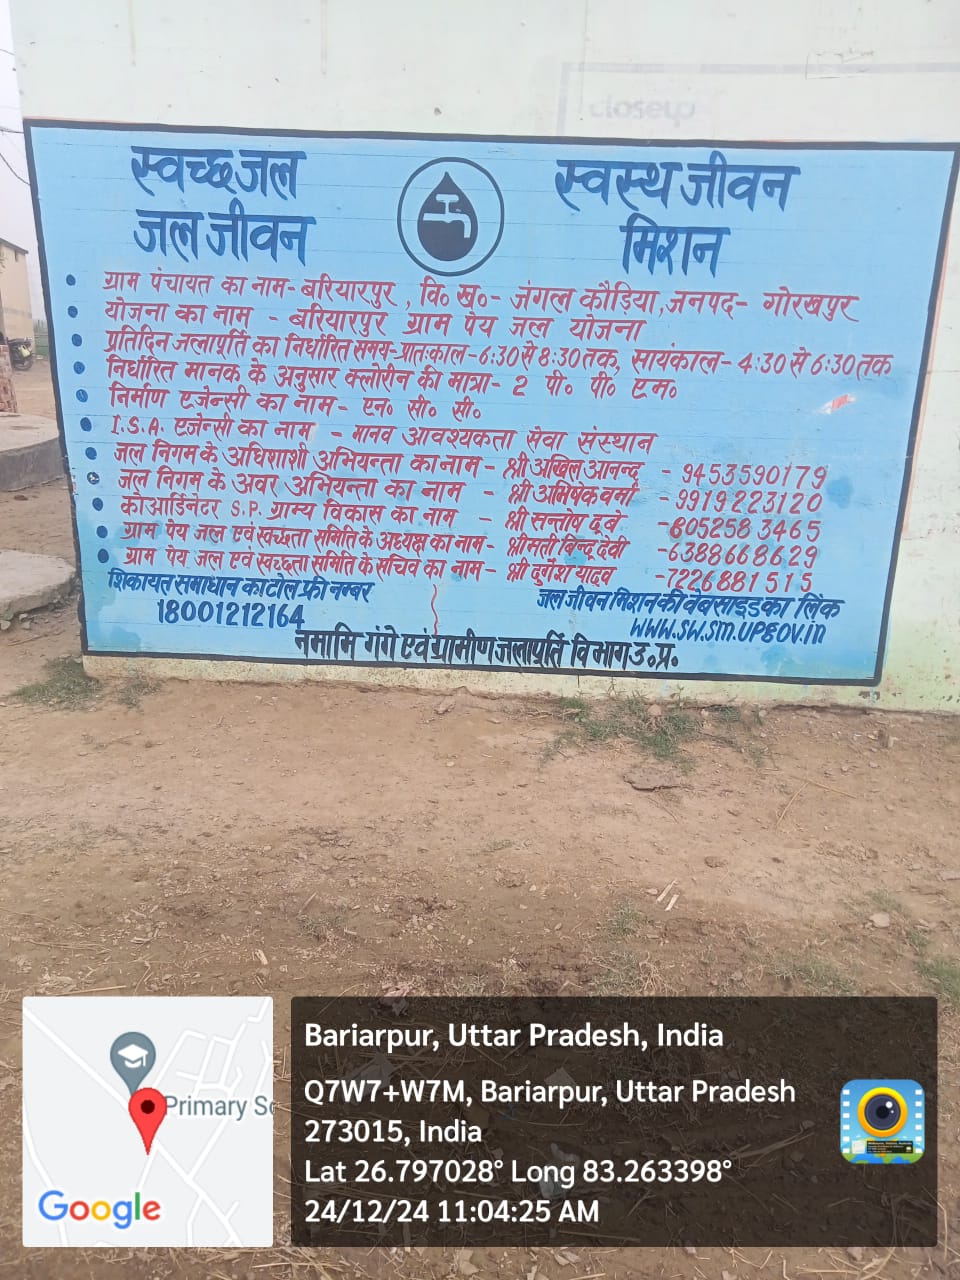 closeup
स्वच्छ जल स्वस्थ जीवन
जल जीवन मिशन
ग्राम पंचायत का नाम- बरियारपुर, वि० ख०- जंगल कौड़िया, जनपद- गोरखपुर
योजना का नाम - बरियारपुर ग्राम पेय जल योजना
प्रतिदिन जलापूर्ति का निर्धारित समय-प्रातःकाल-6:30 से 8:30 तक, सायंकाल-4:30 से 6:30 तक
निर्धारित मानक के अनुसार क्लोरीन की मात्रा- 2 पी० पी० एम०
निर्माण एजेन्सी का नाम- एन० सी० सी०
I.S.A. एजेन्सी का नाम - मानव आवश्यकता सेवा संस्थान
जल निगम के अधिशाशी अभियन्ता का नाम - श्री अखिल आनन्द - 9453590179
जल निगम के अवर अभियन्ता का नाम - श्री अभिषेक वर्मा - 9919223120
कोआर्डिनेटर S.P. ग्राम्य विकास का नाम - श्री सन्तोष दूबे -8052583465
ग्राम पेय जल एवं स्वच्छता समिति के अध्यक्ष का नाम- श्रीमती बिन्दू देवी -6388668629
ग्राम पेय जल एवं स्वच्छता समिति के सचिव का नाम- श्री दुर्गेश यादव -7226881515
शिकायत समाधान का टोल फ्री नम्बर जल जीवन मिशन की वेबसाइड का लिंक
18001212164 WWW.SW.Sm.UPGOV.in
नमामि गंगे एवं ग्रामीण जलापूर्ति विभाग उ.प्र.
Bariarpur, Uttar Pradesh, India
Q7W7+W7M, Bariarpur, Uttar Pradesh
273015, India
Lat 26.797028° Long 83.263398°
24/12/24 11:04:25 AM
Primary Sc
Google